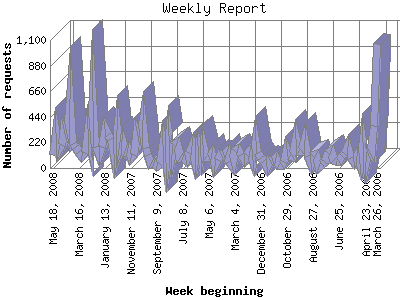 Weekly Report
Number of requests
1,100
880
660
440
220
0
May 18, 2008
March 16, 2008
January 13, 2008
November 11, 2007
September 9, 2007
July 8, 2007
May 6, 2007
March 4, 2007
December 31, 2006
October 29, 2006
August 27, 2006
June 25, 2006
April 23, 2006
March 26, 2006
Week beginning